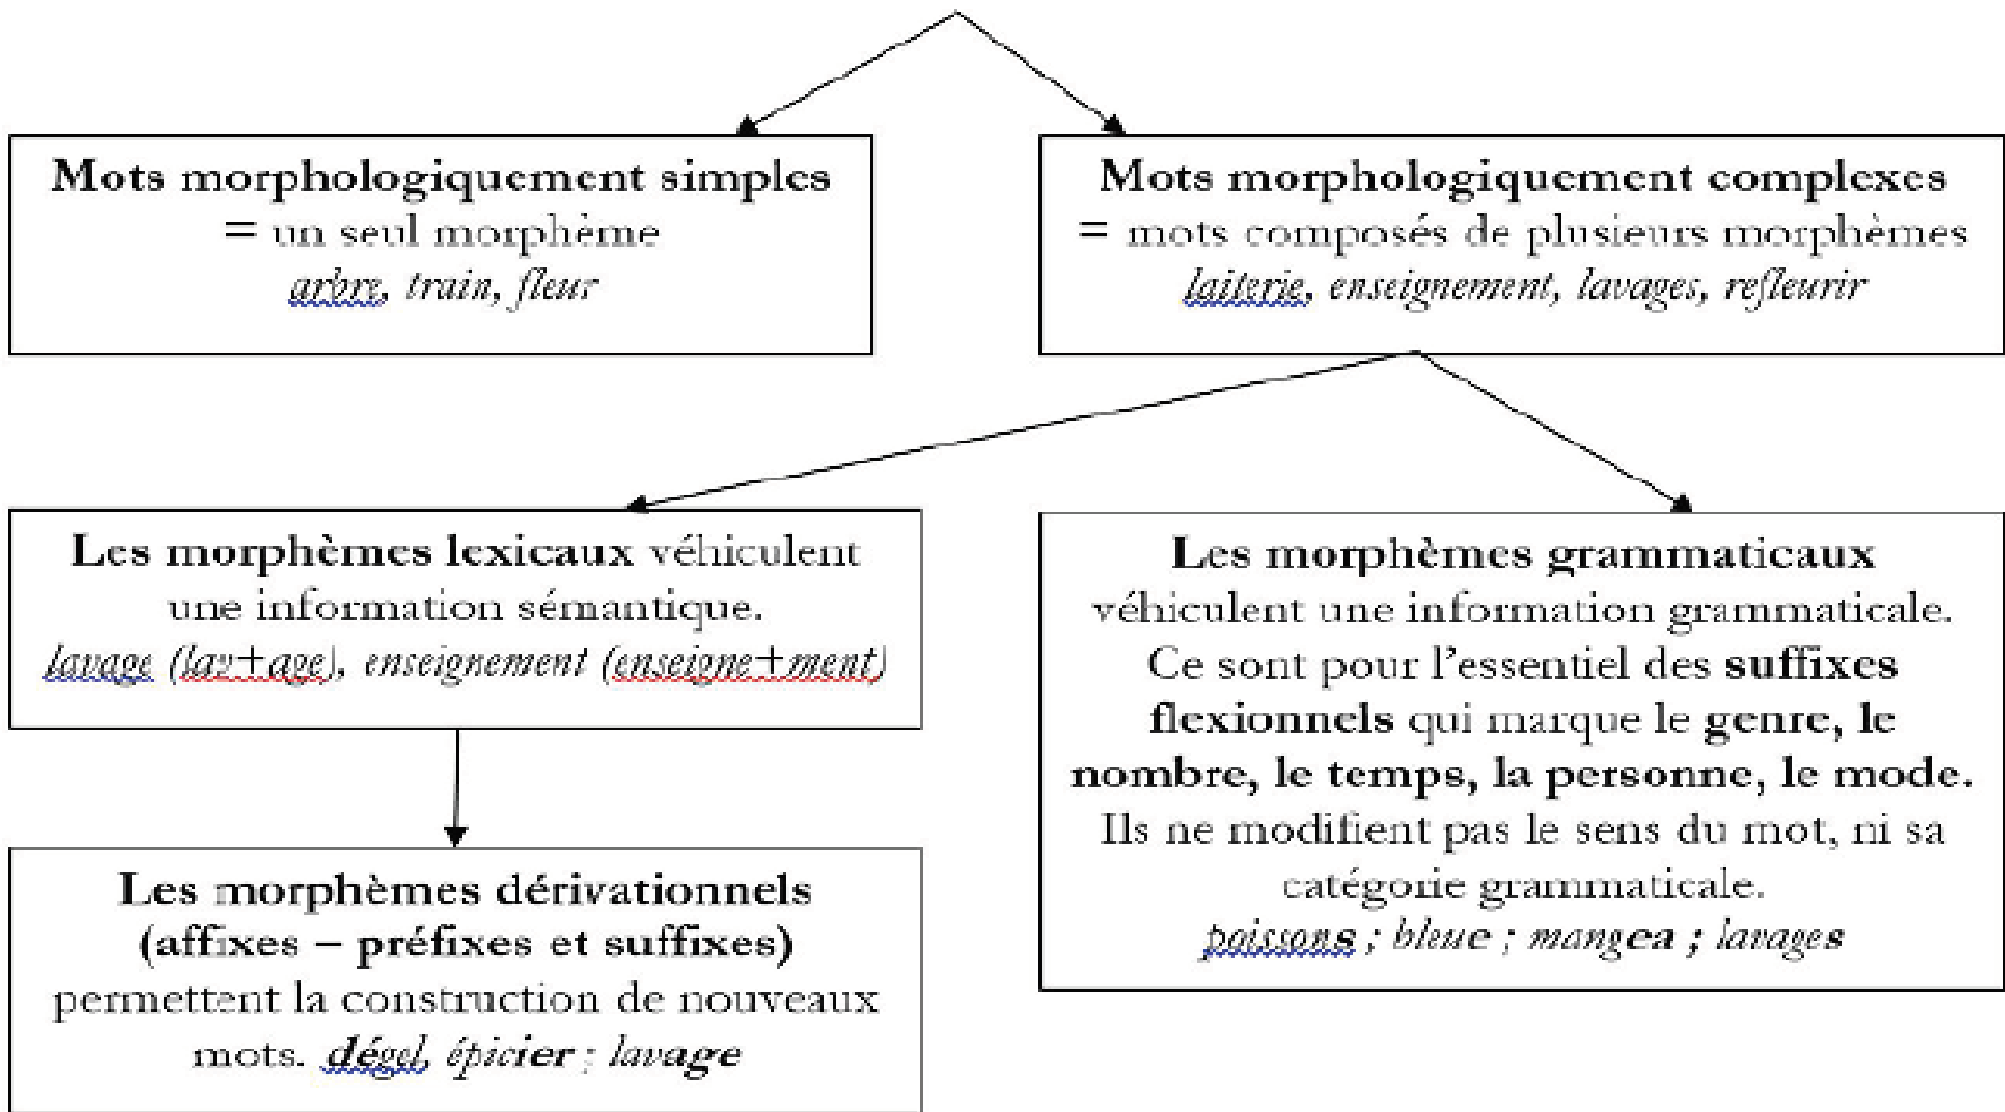 Mots morphologiquement simples
= un seul morphème
arbre, train, fleur
Mots morphologiquement complexes
= mots composés de plusieurs morphèmes
laiterie, enseignement, lavages, refleurir
Les morphèmes lexicaux véhiculent
une information sémantique.
lavage (lav+age), enseignement (enseigne+ment)
Les morphèmes grammaticaux
véhiculent une information grammaticale.
Ce sont pour l'essentiel des suffixes
flexionnels qui marque le genre, le
nombre, le temps, la personne, le mode.
Ils ne modifient pas le sens du mot, ni sa
catégorie grammaticale.
poissons ; bleue ; mangea ; lavages
Les morphèmes dérivationnels
(affixes – préfixes et suffixes)
permettent la construction de nouveaux
mots. dégel, épicier ; lavage